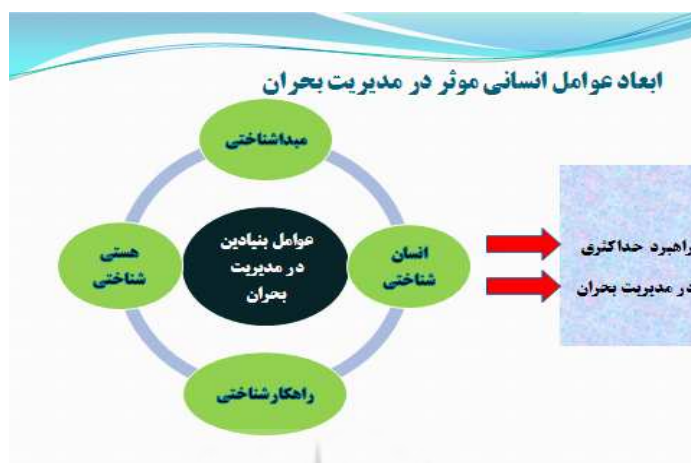 ابعاد عوامل انسانی موثر در مدیریت بحران
مبداشناختی
عوامل بنیادین
در مدیریت
بحران
انسان
شناختی
هستی
شناختی
راهکارشناختی
راهبرد حداکثری
در مدیریت بحران